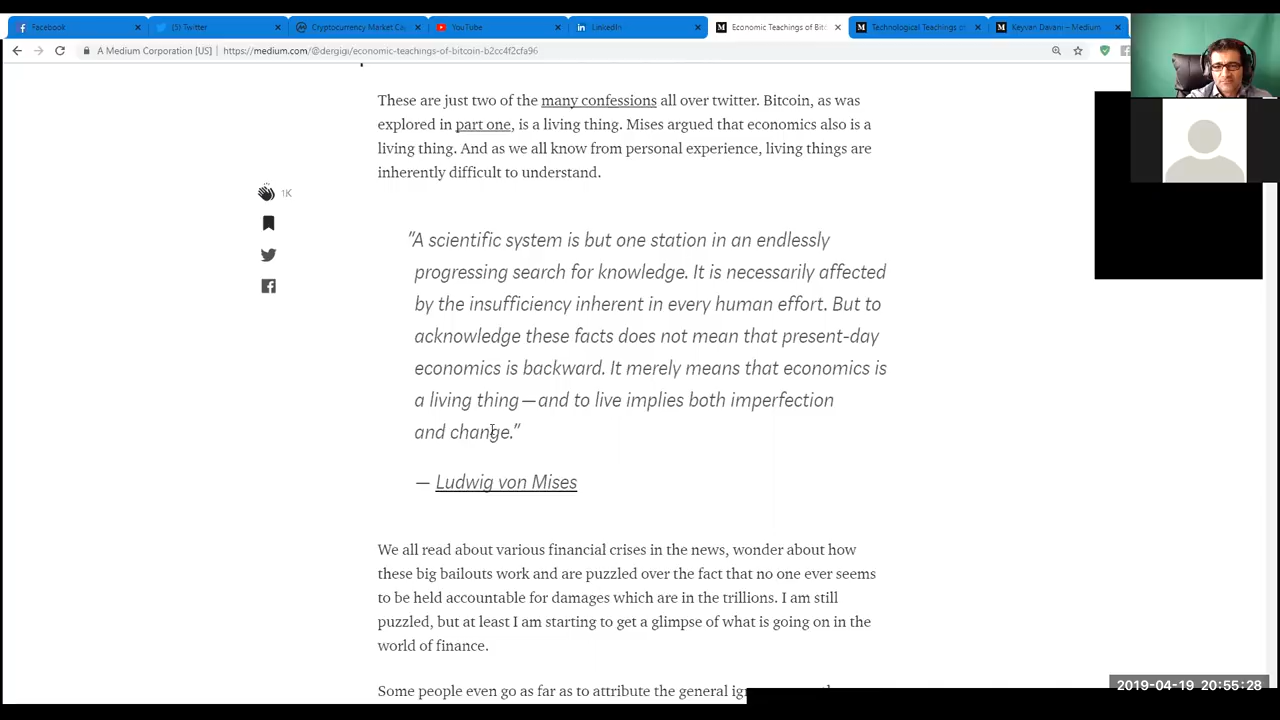 Facebook
(5) Twitter
Cryptocurrency Market Ca
YouTube
LinkedIn
Economic Teachings of Bitc
Technological Teachings o
Keyvan Davani – Medium
A Medium Corporation [US] | https://medium.com/@dergigi/economic-teachings-of-bitcoin-b2cc4f2cfa96
These are just two of the many confessions all over twitter. Bitcoin, as was
explored in part one, is a living thing. Mises argued that economics also is a
living thing. And as we all know from personal experience, living things are
inherently difficult to understand.
1K
“A scientific system is but one station in an endlessly
progressing search for knowledge. It is necessarily affected
by the insufficiency inherent in every human effort. But to
acknowledge these facts does not mean that present-day
economics is backward. It merely means that economics is
a living thing — and to live implies both imperfection
and change.”
— Ludwig von Mises
We all read about various financial crises in the news, wonder about how
these big bailouts work and are puzzled over the fact that no one ever seems
to be held accountable for damages which are in the trillions. I am still
puzzled, but at least I am starting to get a glimpse of what is going on in the
world of finance.
Some people even go as far as to attribute the general
2019-04-19 20:55:28